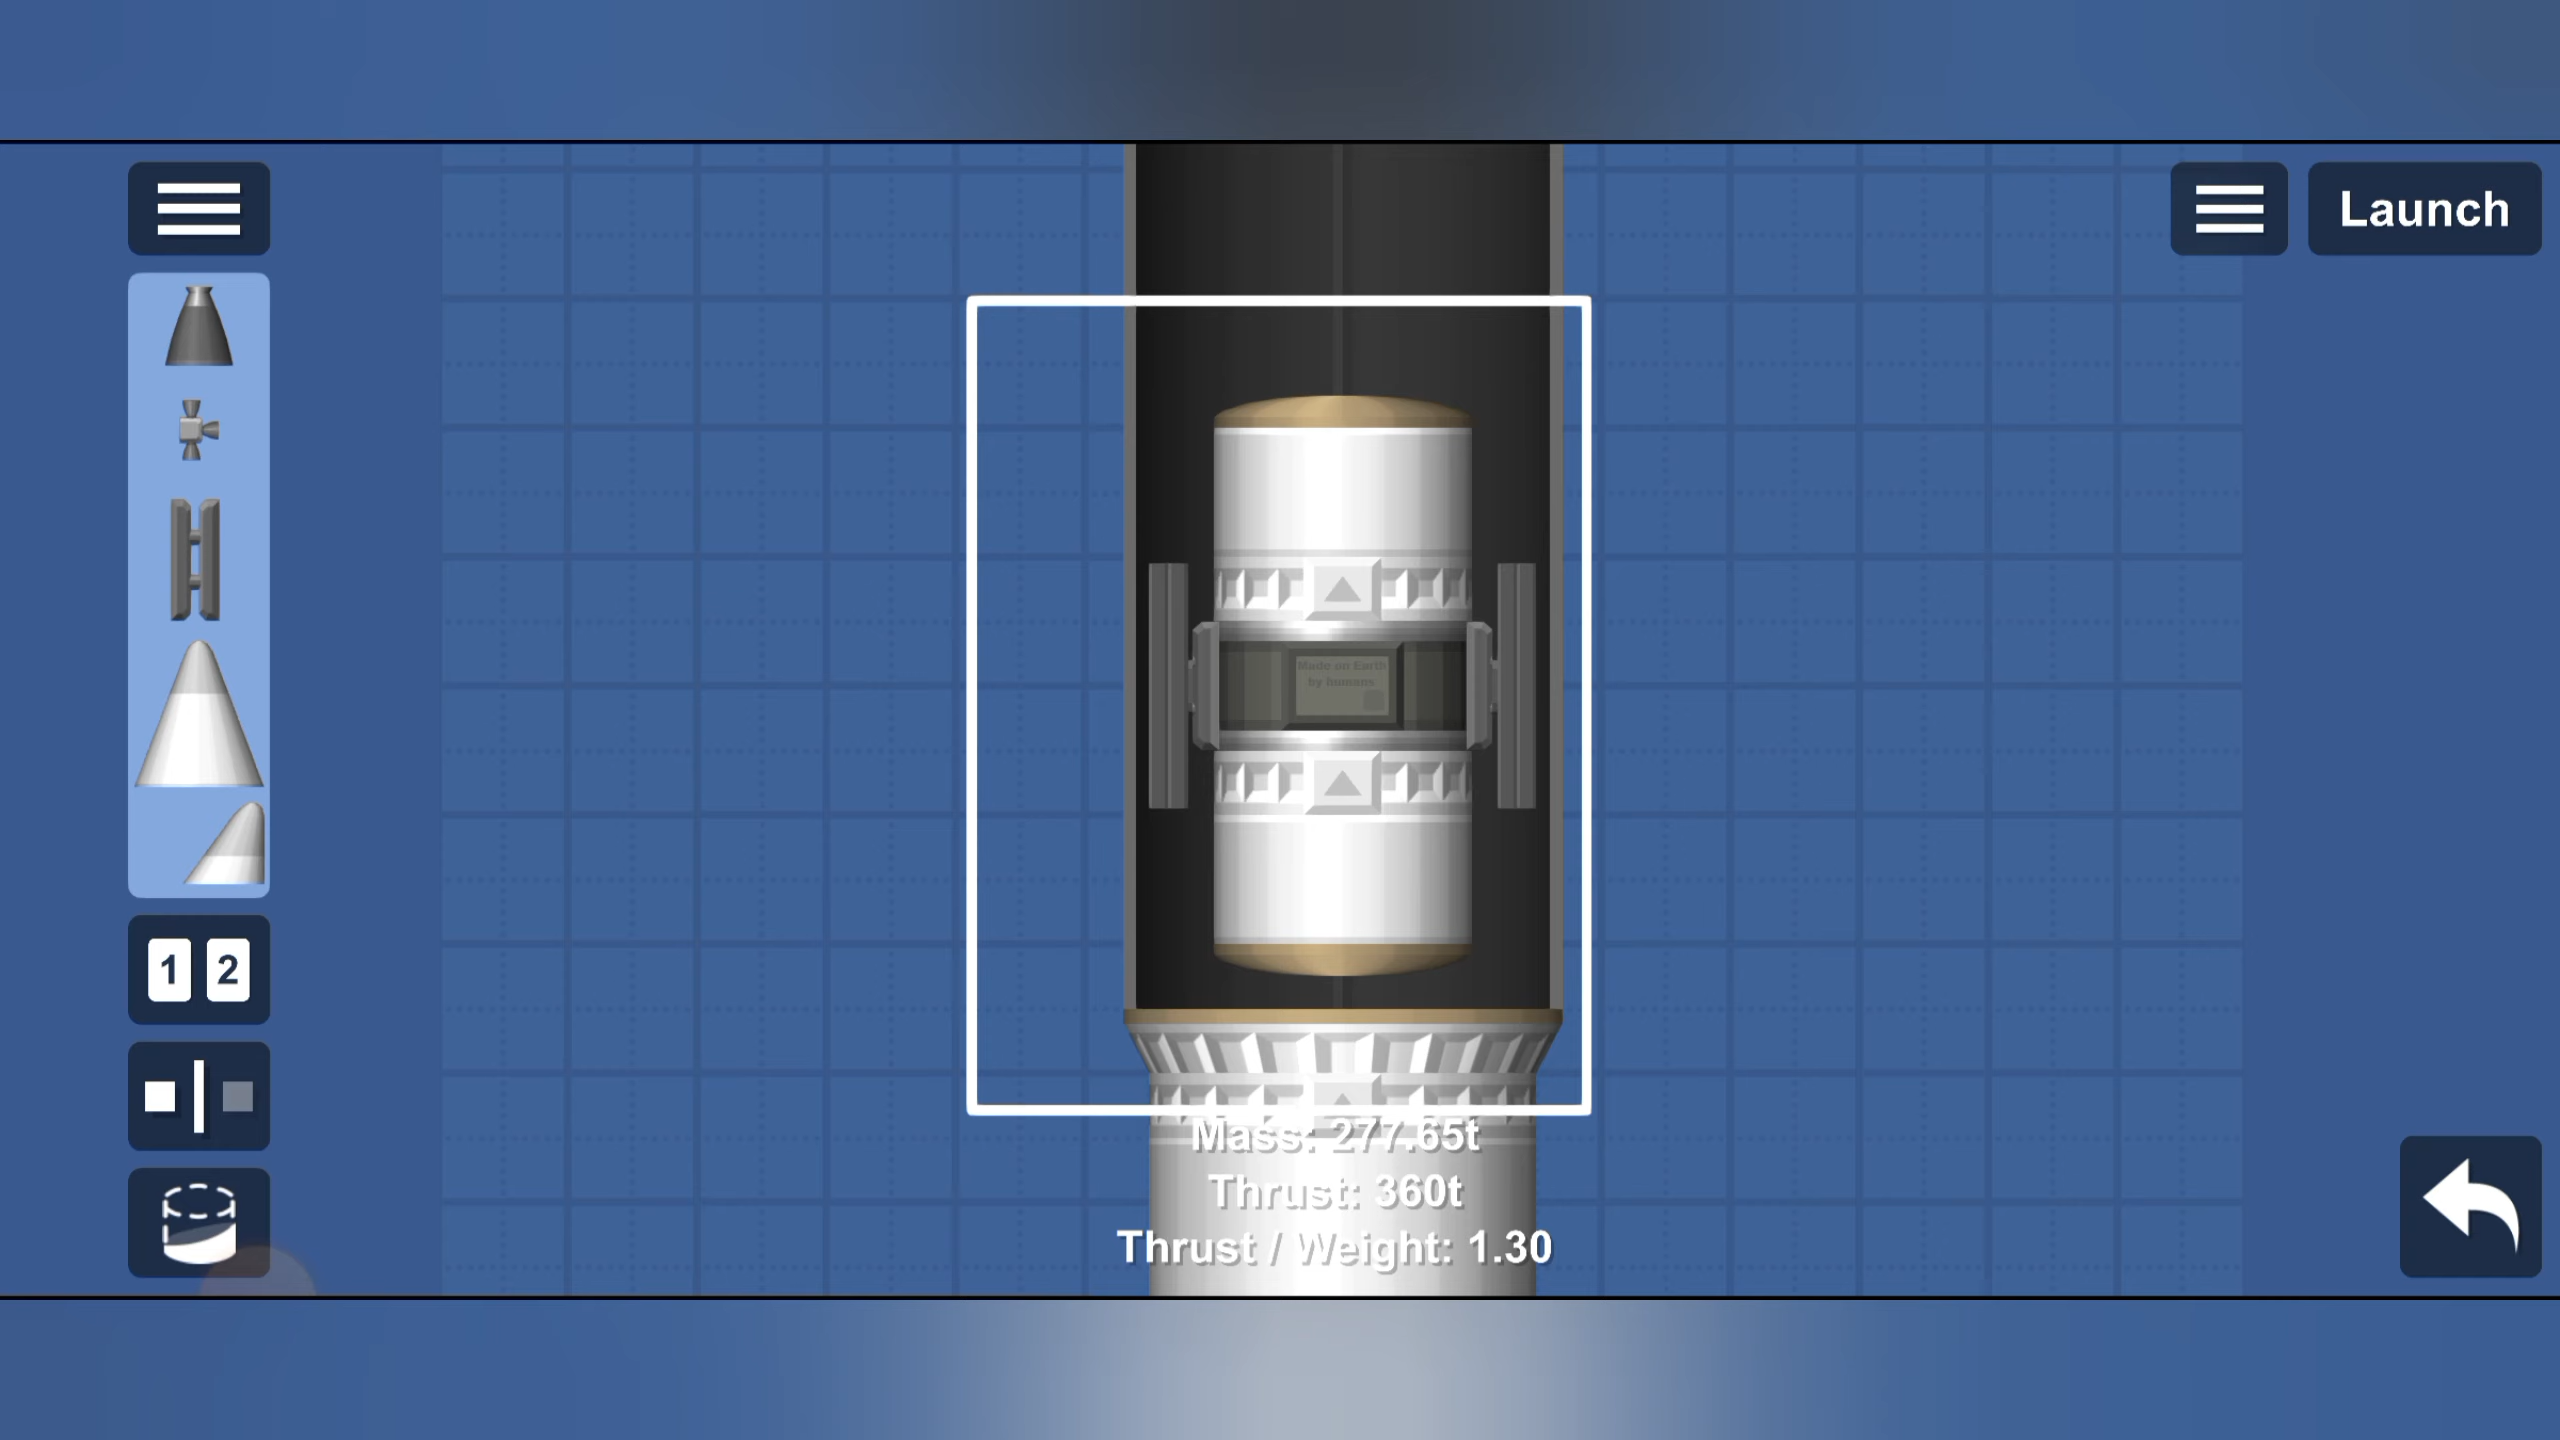 Launch
Made on Earth
by humans
1 2
Mass: 277.65t
Thrust: 360t
Thrust / Weight: 1.30